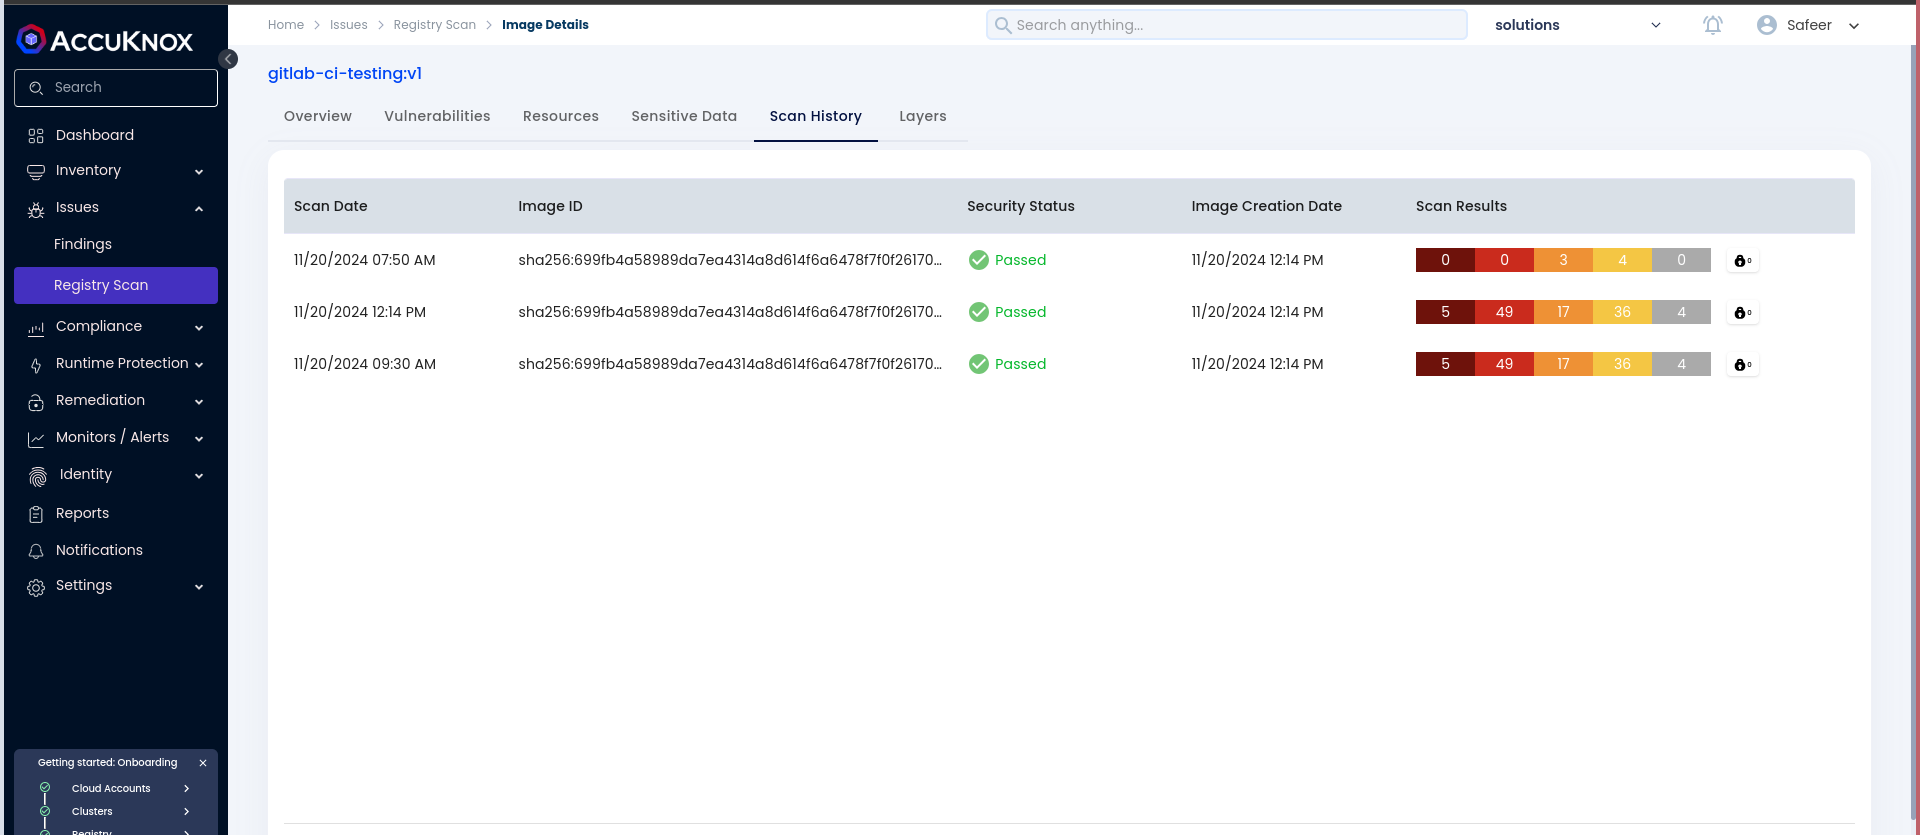 Home > Issues > Registry Scan > Image Details
Search anything...
solutions
Safeer
ACCUKNOX
Search
Dashboard
Inventory
Issues
Findings
Registry Scan
Compliance
Runtime Protection
Remediation
Monitors / Alerts
Identity
Reports
Notifications
Settings
Getting started: Onboarding
Cloud Accounts
Clusters
Registry
gitlab-ci-testing:v1
Overview Vulnerabilities Resources Sensitive Data Scan History Layers
Scan Date Image ID Security Status Image Creation Date Scan Results
11/20/2024 07:50 AM sha256:699fb4a58989da7ea4314a8d614f6a6478f7f0f26170... Passed 11/20/2024 12:14 PM 0 0 3 4 0 0
11/20/2024 12:14 PM sha256:699fb4a58989da7ea4314a8d614f6a6478f7f0f26170... Passed 11/20/2024 12:14 PM 5 49 17 36 4 0
11/20/2024 09:30 AM sha256:699fb4a58989da7ea4314a8d614f6a6478f7f0f26170... Passed 11/20/2024 12:14 PM 5 49 17 36 4 0